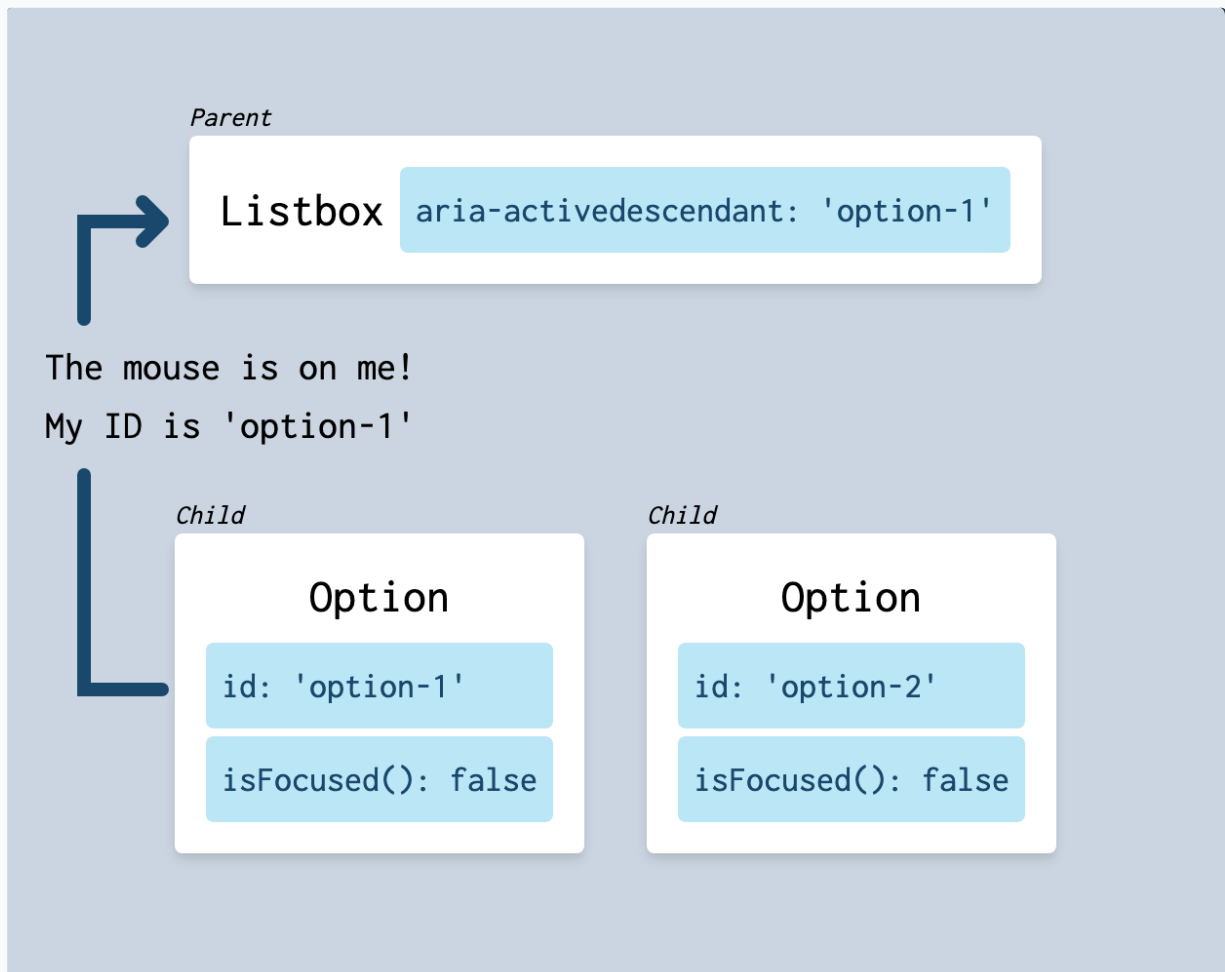 Parent
Listbox aria-activedescendant: 'option-1'
The mouse is on me!
My ID is 'option-1'
Child
Option
id: 'option-1'
isFocused(): false
Child
Option
id: 'option-2'
isFocused(): false